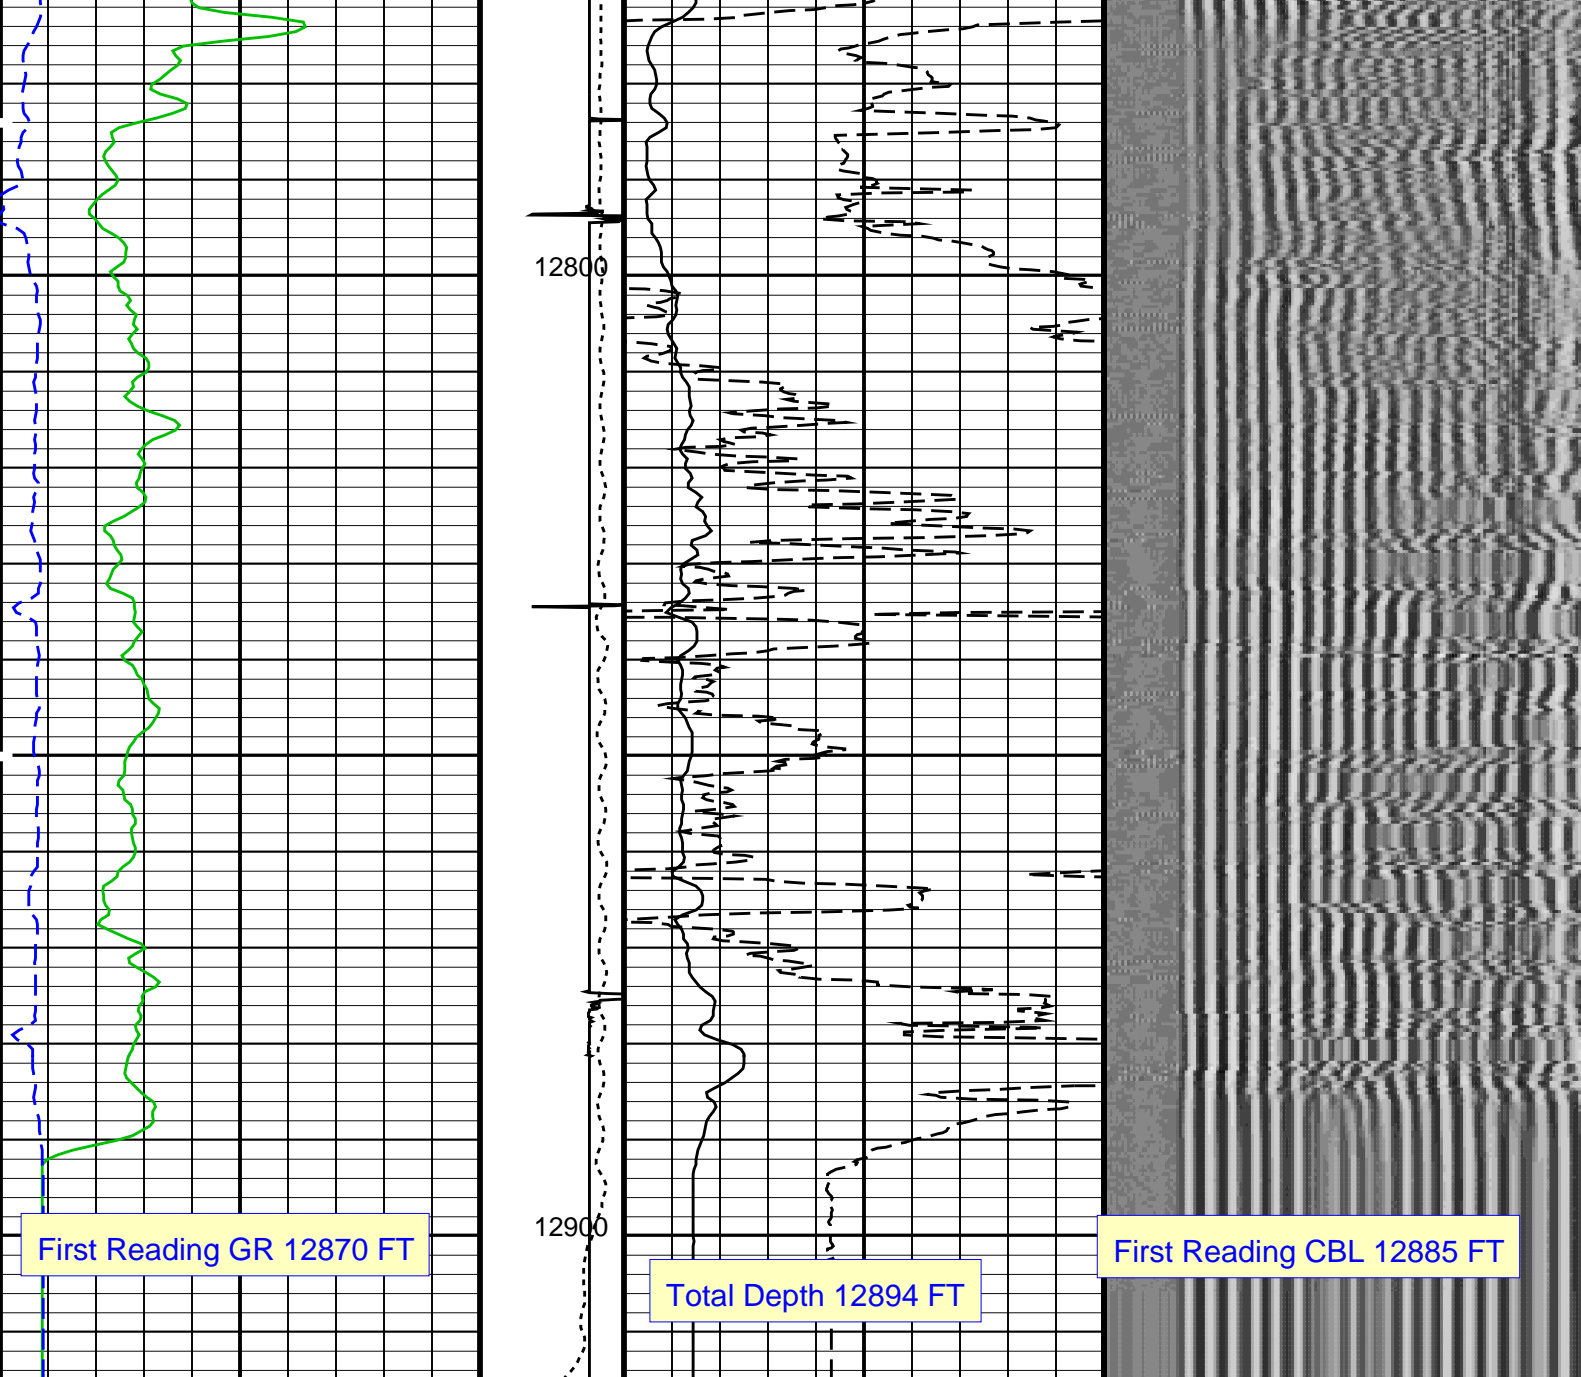 12800
12900
First Reading GR 12870 FT
First Reading CBL 12885 FT
Total Depth 12894 FT